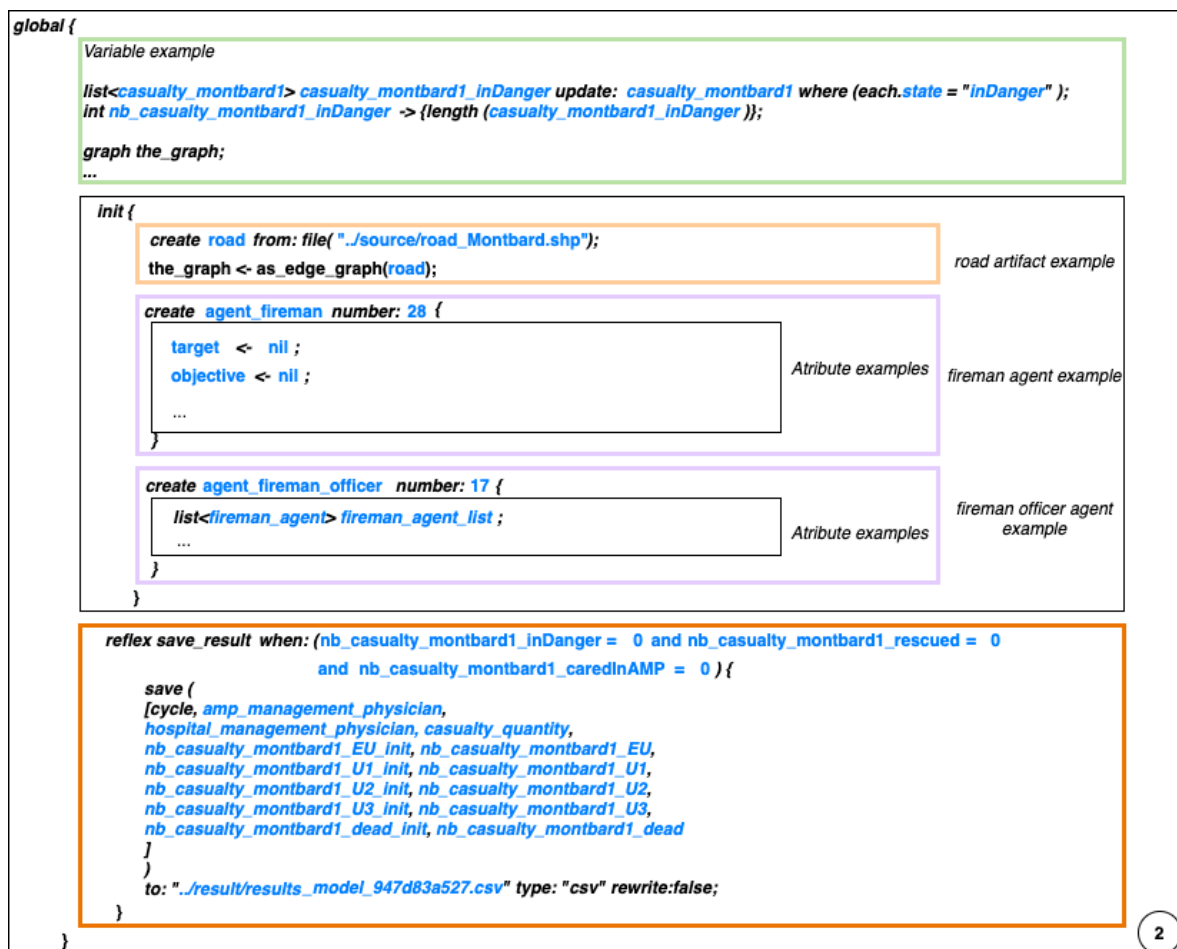 global {
Variable example
list<casualty_montbard1> casualty_montbard1_inDanger update: casualty_montbard1 where (each.state = "inDanger" );
int nb_casualty_montbard1_inDanger -> {length (casualty_montbard1_inDanger )};
graph the_graph;
...
init {
create road from: file( "../source/road_Montbard.shp");
the_graph <- as_edge_graph(road);
road artifact example
create agent_fireman number: 28 {
target <- nil ;
objective <- nil ;
...
}
Atribute examples
fireman agent example
create agent_fireman_officer number: 17 {
list<fireman_agent> fireman_agent_list ;
...
}
Atribute examples
fireman officer agent
example
}
reflex save_result when: (nb_casualty_montbard1_inDanger = 0 and nb_casualty_montbard1_rescued = 0
and nb_casualty_montbard1_caredInAMP = 0 ) {
save (
[cycle, amp_management_physician,
hospital_management_physician, casualty_quantity,
nb_casualty_montbard1_EU_init, nb_casualty_montbard1_EU,
nb_casualty_montbard1_U1_init, nb_casualty_montbard1_U1,
nb_casualty_montbard1_U2_init, nb_casualty_montbard1_U2,
nb_casualty_montbard1_U3_init, nb_casualty_montbard1_U3,
nb_casualty_montbard1_dead_init, nb_casualty_montbard1_dead
]
)
to: "../result/results_model_947d83a527.csv" type: "csv" rewrite:false;
}
}
2